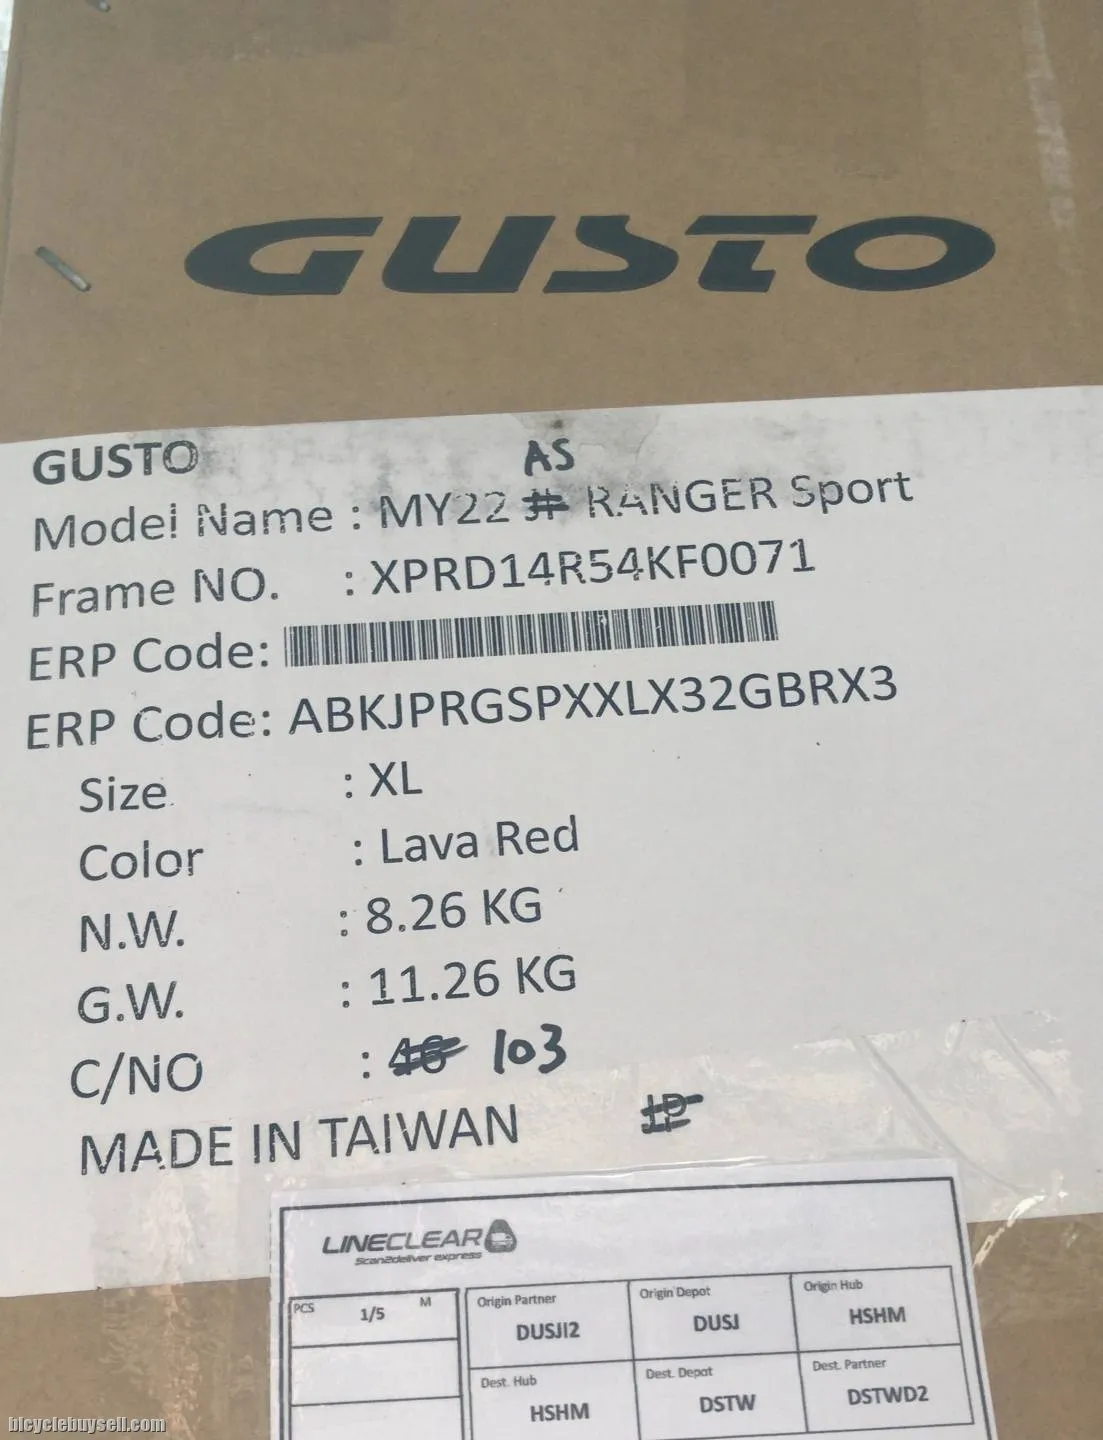 GUSTO
GUSTO
AS
Model Name : MY22 RANGER Sport
Frame NO. : XPRD14R54KF0071
ERP Code:
ERP Code: ABKJPRGSPXXLX32GBRX3
Size : XL
Color : Lava Red
N.W. : 8.26 KG
G.W. : 11.26 KG
C/NO : 46 103
MADE IN TAIWAN 1P
LINECLEAR
Scan2deliver express
PCS 1/5 M
Origin Partner Origin Depot Origin Hub
DUSJI2 DUSJ HSHM
Dest. Hub Dest. Depot Dest. Partner
HSHM DSTW DSTWD2
bicyclebuysell.com